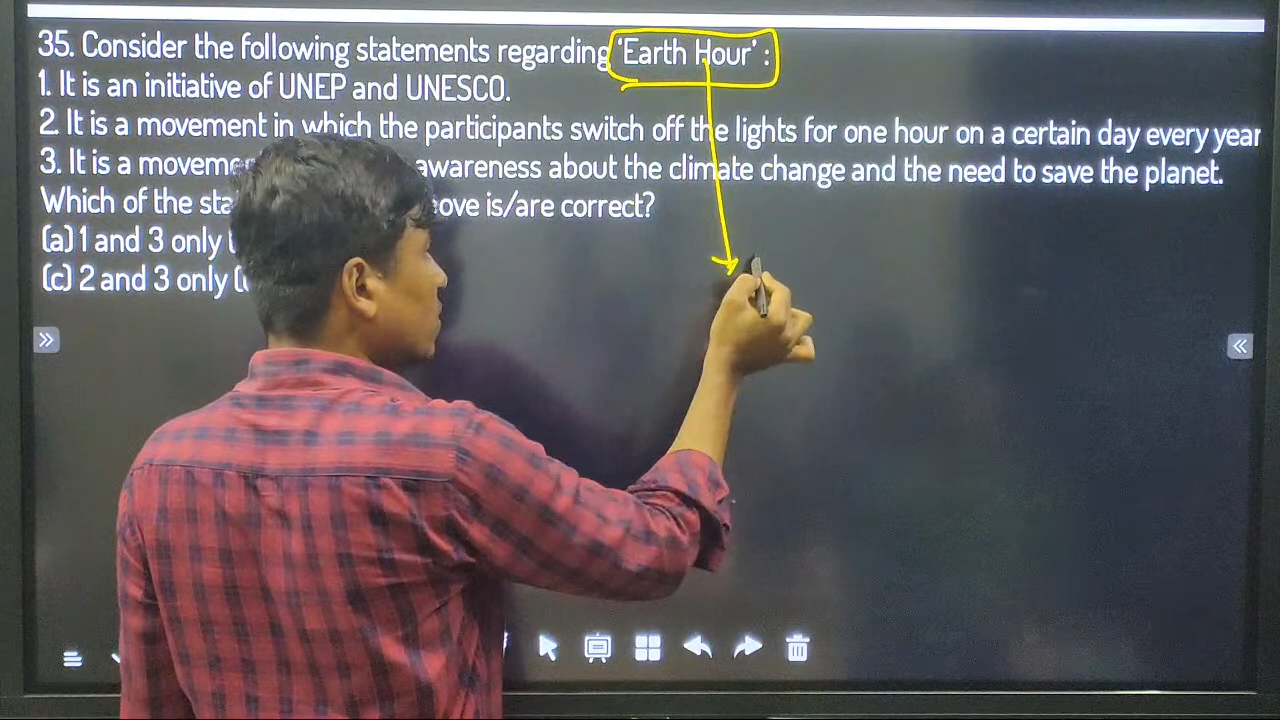 35. Consider the following statements regarding 'Earth Hour' :
1. It is an initiative of UNEP and UNESCO.
2. It is a movement in which the participants switch off the lights for one hour on a certain day every year
3. It is a awareness about the climate change and the need to save the planet.
Which of the is/are correct?
(a) 1 and 3 only
(c) 2 and 3 only